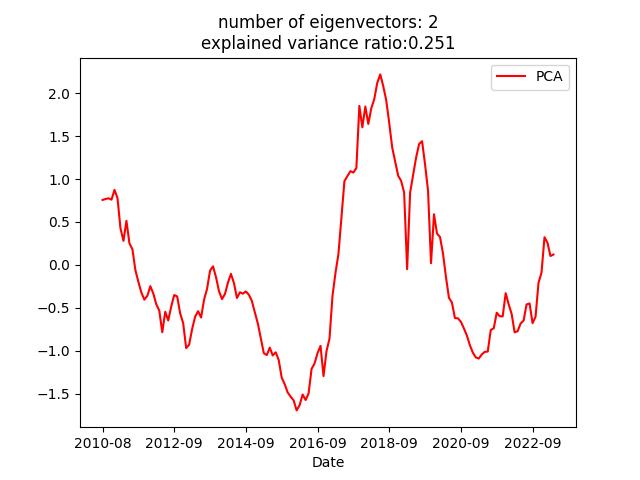 number of eigenvectors: 2
explained variance ratio:0.251
PCA
2.0
1.5
1.0
0.5
0.0
−0.5
−1.0
−1.5
2010-08 2012-09 2014-09 2016-09 2018-09 2020-09 2022-09
Date